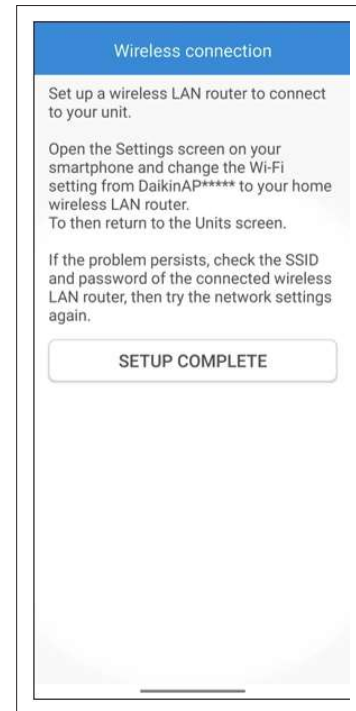 Wireless connection
Set up a wireless LAN router to connect
to your unit.
Open the Settings screen on your
smartphone and change the Wi-Fi
setting from DaikinAP***** to your home
wireless LAN router.
To then return to the Units screen.
If the problem persists, check the SSID
and password of the connected wireless
LAN router, then try the network settings
again.
SETUP COMPLETE